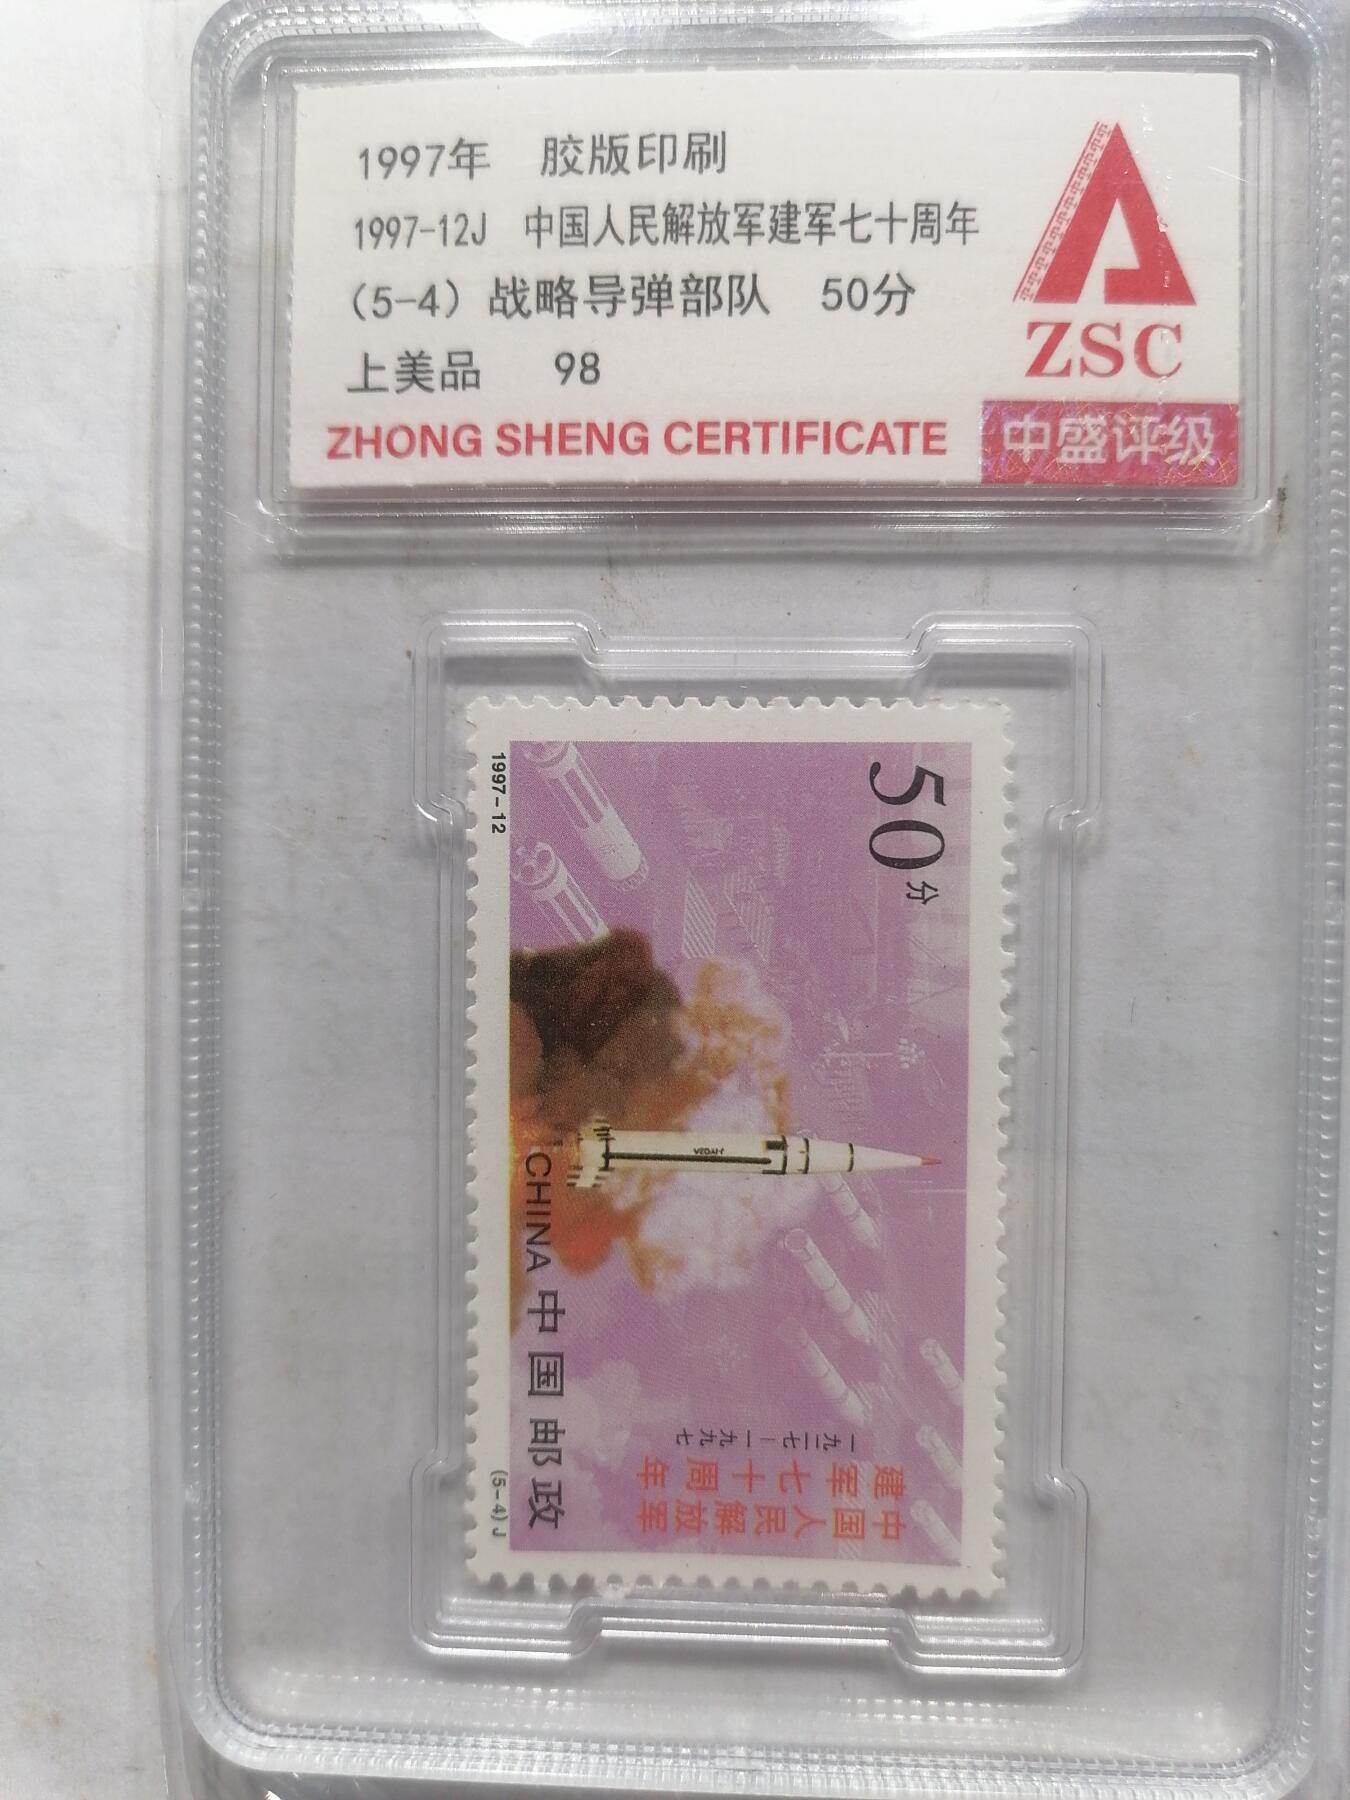 1997年 胶版印刷
1997-12J 中国人民解放军建军七十周年
(5-4) 战略导弹部队 50分
上美品 98
ZHONG SHENG CERTIFICATE
ZSC
中盛评级
50分
1997-12
CHINA 中国邮政
(5-4)J
中国人民解放军
建军七十周年
一九二七—一九九七